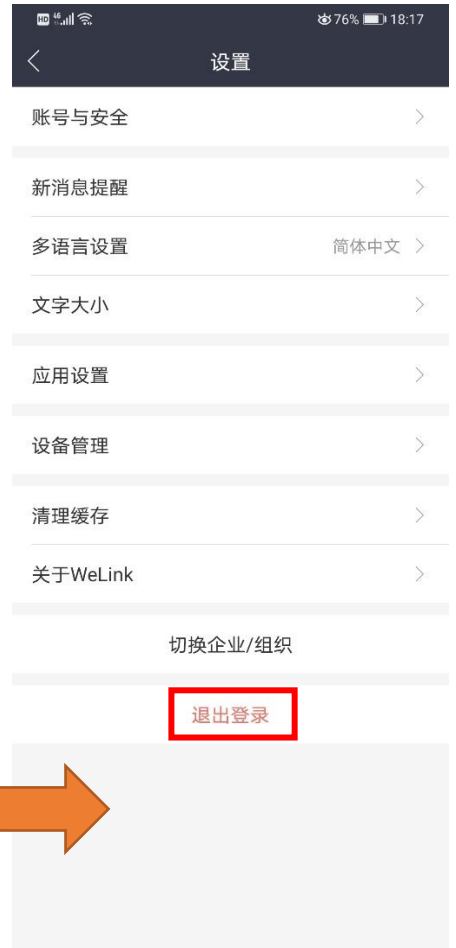 HD 46 76% 18:17
设置
账号与安全
新消息提醒
多语言设置 简体中文
文字大小
应用设置
设备管理
清理缓存
关于WeLink
切换企业/组织
退出登录